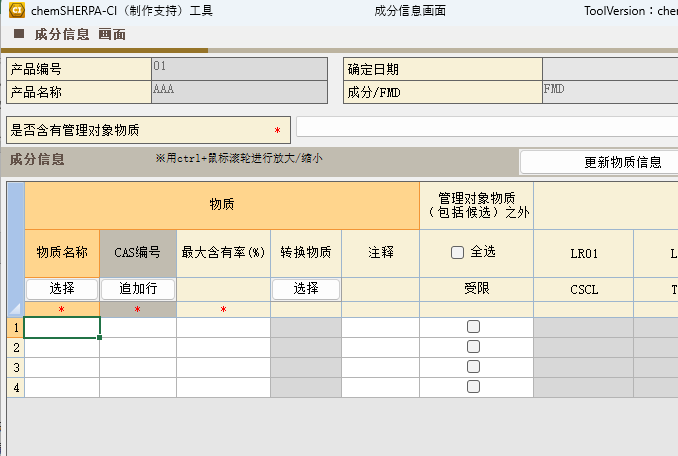 CI chemSHERPA-CI（制作支持）工具 成分信息画面 ToolVersion：cher
■ 成分信息 画面
产品编号 01 确定日期
产品名称 AAA 成分/FMD FMD
是否含有管理对象物质 *
成分信息 ※用ctrl+鼠标滚轮进行放大/缩小 更新物质信息
物质 管理对象物质
（包括候选）之外
物质名称 CAS编号 最大含有率(%) 转换物质 注释 全选 LR01 L
选择 追加行 选择 受限 CSCL T
* * *
1
2
3
4